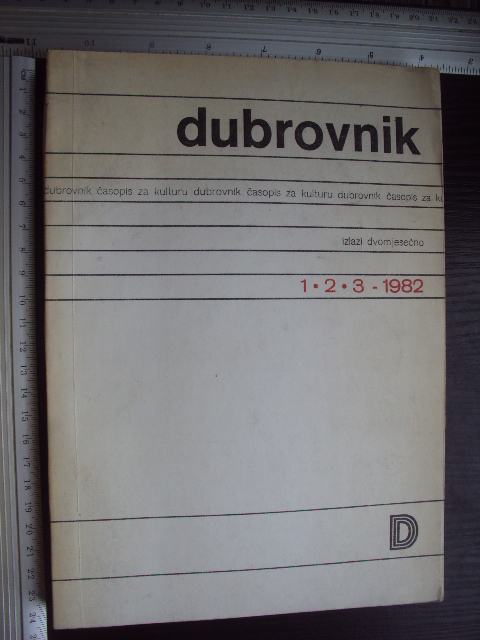 dubrovnik
dubrovnik časopis za kulturu dubrovnik časopis za kulturu dubrovnik časopis za ku
izlazi dvomjesečno
1 • 2 • 3 - 1982
D